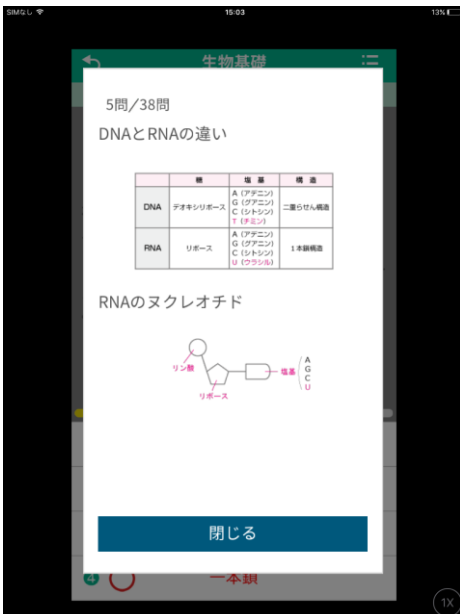 SIMなし
15:03
13%
生物基礎
5問/38問
DNAとRNAの違い
糖 塩基 構造
DNA デオキシリボース A (アデニン) 二重らせん構造
G (グアニン)
C (シトシン)
T (チミン)
RNA リボース A (アデニン) 1本鎖構造
G (グアニン)
C (シトシン)
U (ウラシル)
RNAのヌクレオチド
リン酸
リボース
塩基
A
G
C
U
閉じる
4 一本鎖
1X